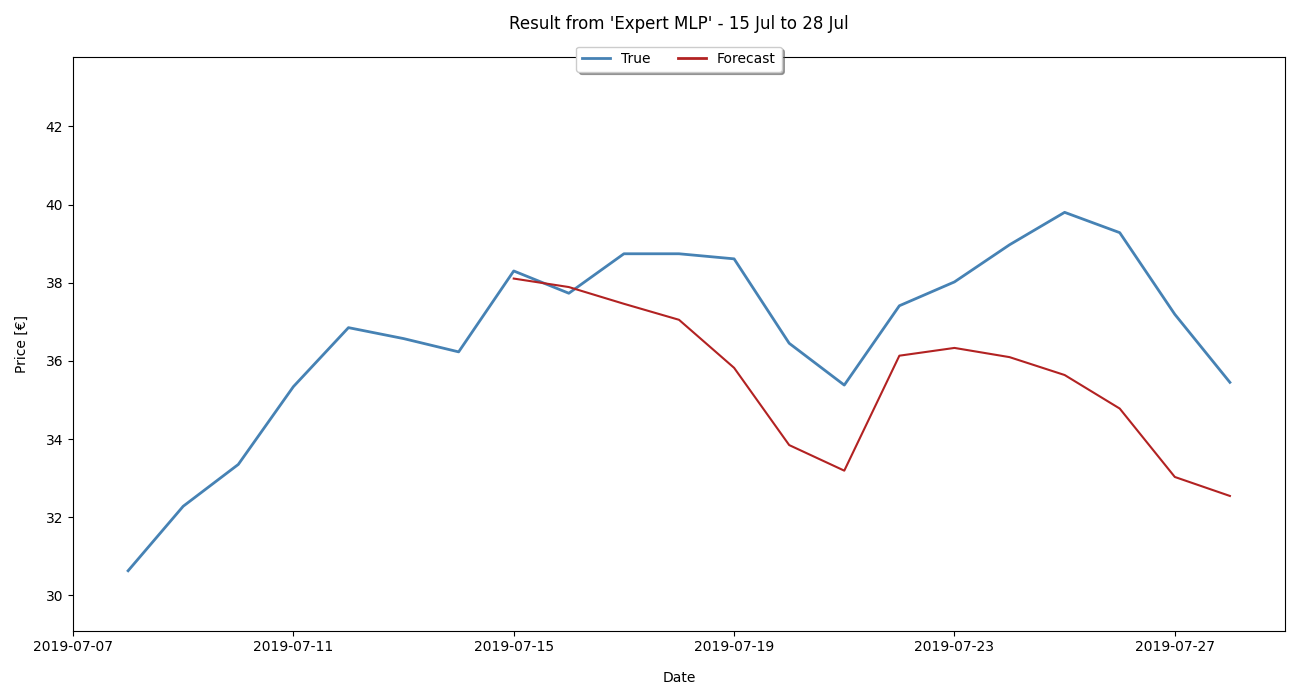 Result from 'Expert MLP' - 15 Jul to 28 Jul
True Forecast
42
40
38
36
34
32
30
Price [€]
2019-07-07 2019-07-11 2019-07-15 2019-07-19 2019-07-23 2019-07-27
Date